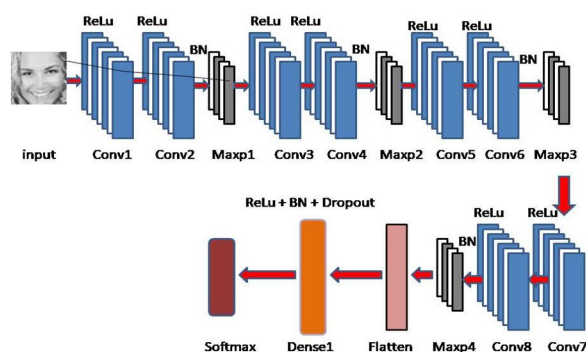 ReLu ReLu ReLu ReLu ReLu ReLu
BN BN BN
input Conv1 Conv2 Maxp1 Conv3 Conv4 Maxp2 Conv5 Conv6 Maxp3
ReLu + BN + Dropout ReLu ReLu
BN
Softmax Dense1 Flatten Maxp4 Conv8 Conv7